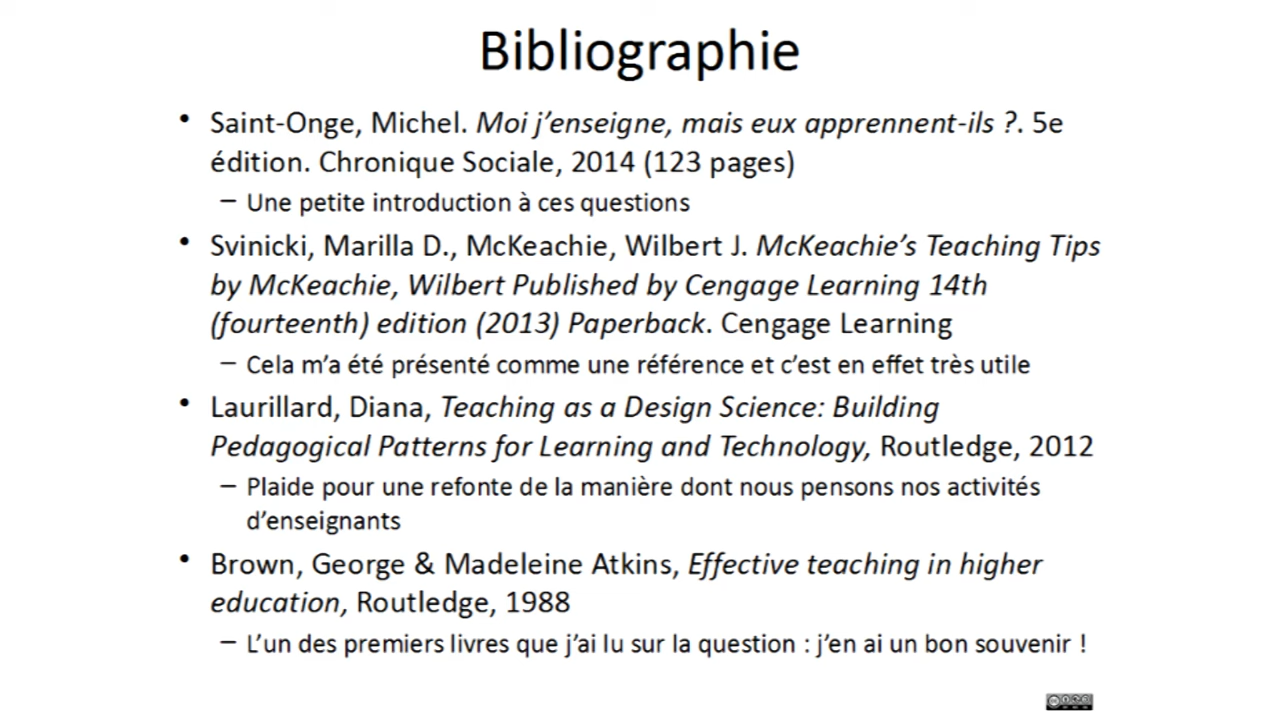 Bibliographie
• Saint-Onge, Michel. Moi j’enseigne, mais eux apprennent-ils ?. 5e
édition. Chronique Sociale, 2014 (123 pages)
– Une petite introduction à ces questions
• Svinicki, Marilla D., McKeachie, Wilbert J. McKeachie’s Teaching Tips
by McKeachie, Wilbert Published by Cengage Learning 14th
(fourteenth) edition (2013) Paperback. Cengage Learning
– Cela m’a été présenté comme une référence et c’est en effet très utile
• Laurillard, Diana, Teaching as a Design Science: Building
Pedagogical Patterns for Learning and Technology, Routledge, 2012
– Plaide pour une refonte de la manière dont nous pensons nos activités
d’enseignants
• Brown, George & Madeleine Atkins, Effective teaching in higher
education, Routledge, 1988
– L’un des premiers livres que j’ai lu sur la question : j’en ai un bon souvenir !